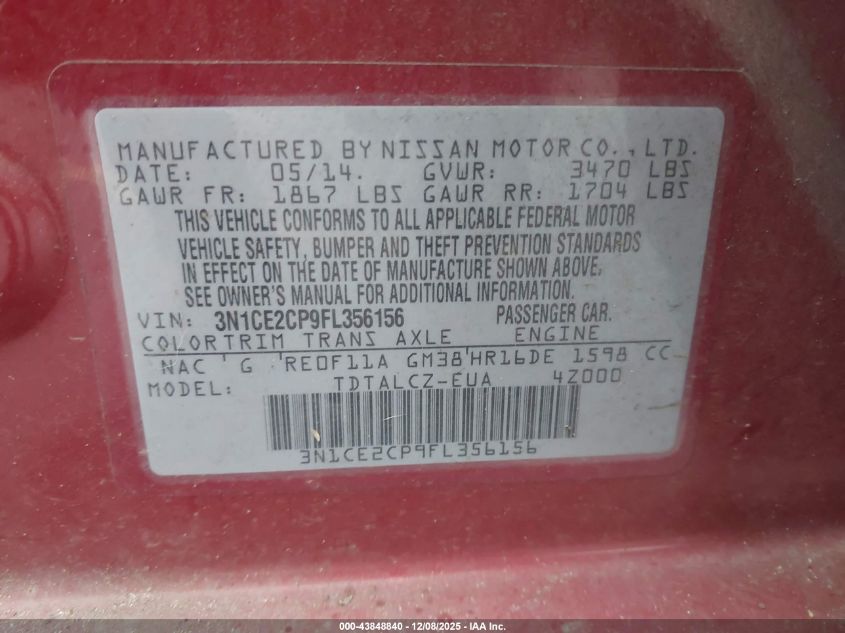 MANUFACTURED BY NISSAN MOTOR CO., LTD.
DATE: 05/14. GVWR: 3470 LBS
GAWR FR: 1867 LBS GAWR RR: 1704 LBS
THIS VEHICLE CONFORMS TO ALL APPLICABLE FEDERAL MOTOR
VEHICLE SAFETY, BUMPER AND THEFT PREVENTION STANDARDS
IN EFFECT ON THE DATE OF MANUFACTURE SHOWN ABOVE.
SEE OWNER'S MANUAL FOR ADDITIONAL INFORMATION.
VIN: 3N1CE2CP9FL356156 PASSENGER CAR.
COLOR TRIM TRANS AXLE ENGINE
NAC G RE0F11A GM38 HR16DE 1598 CC
MODEL: TDTALCZ-EUA 4Z000
3N1CE2CP9FL356156
000-43848840 - 12/08/2025 - IAA Inc.